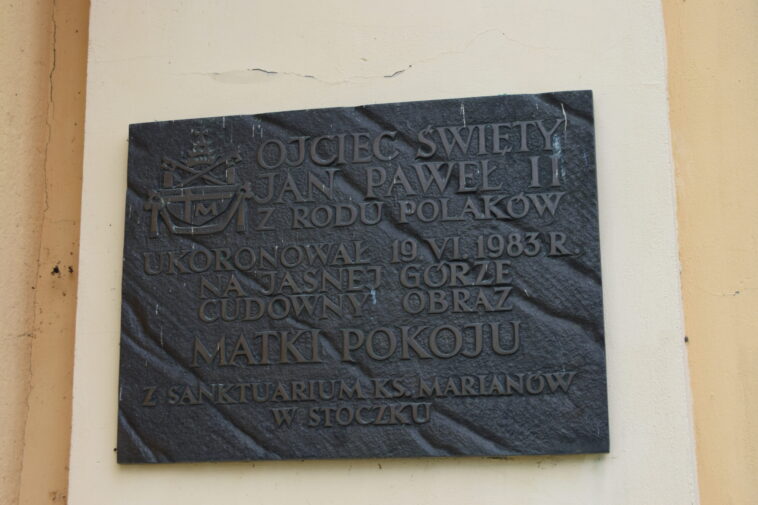 M
OJCIEC ŚWIĘTY
JAN PAWEŁ II
Z RODU POLAKÓW
UKORONOWAŁ 19.VI.1983 R.
NA JASNEJ GÓRZE
CUDOWNY OBRAZ
MATKI POKOJU
Z SANKTUARIUM KS. MARIANÓW
W STOCZKU